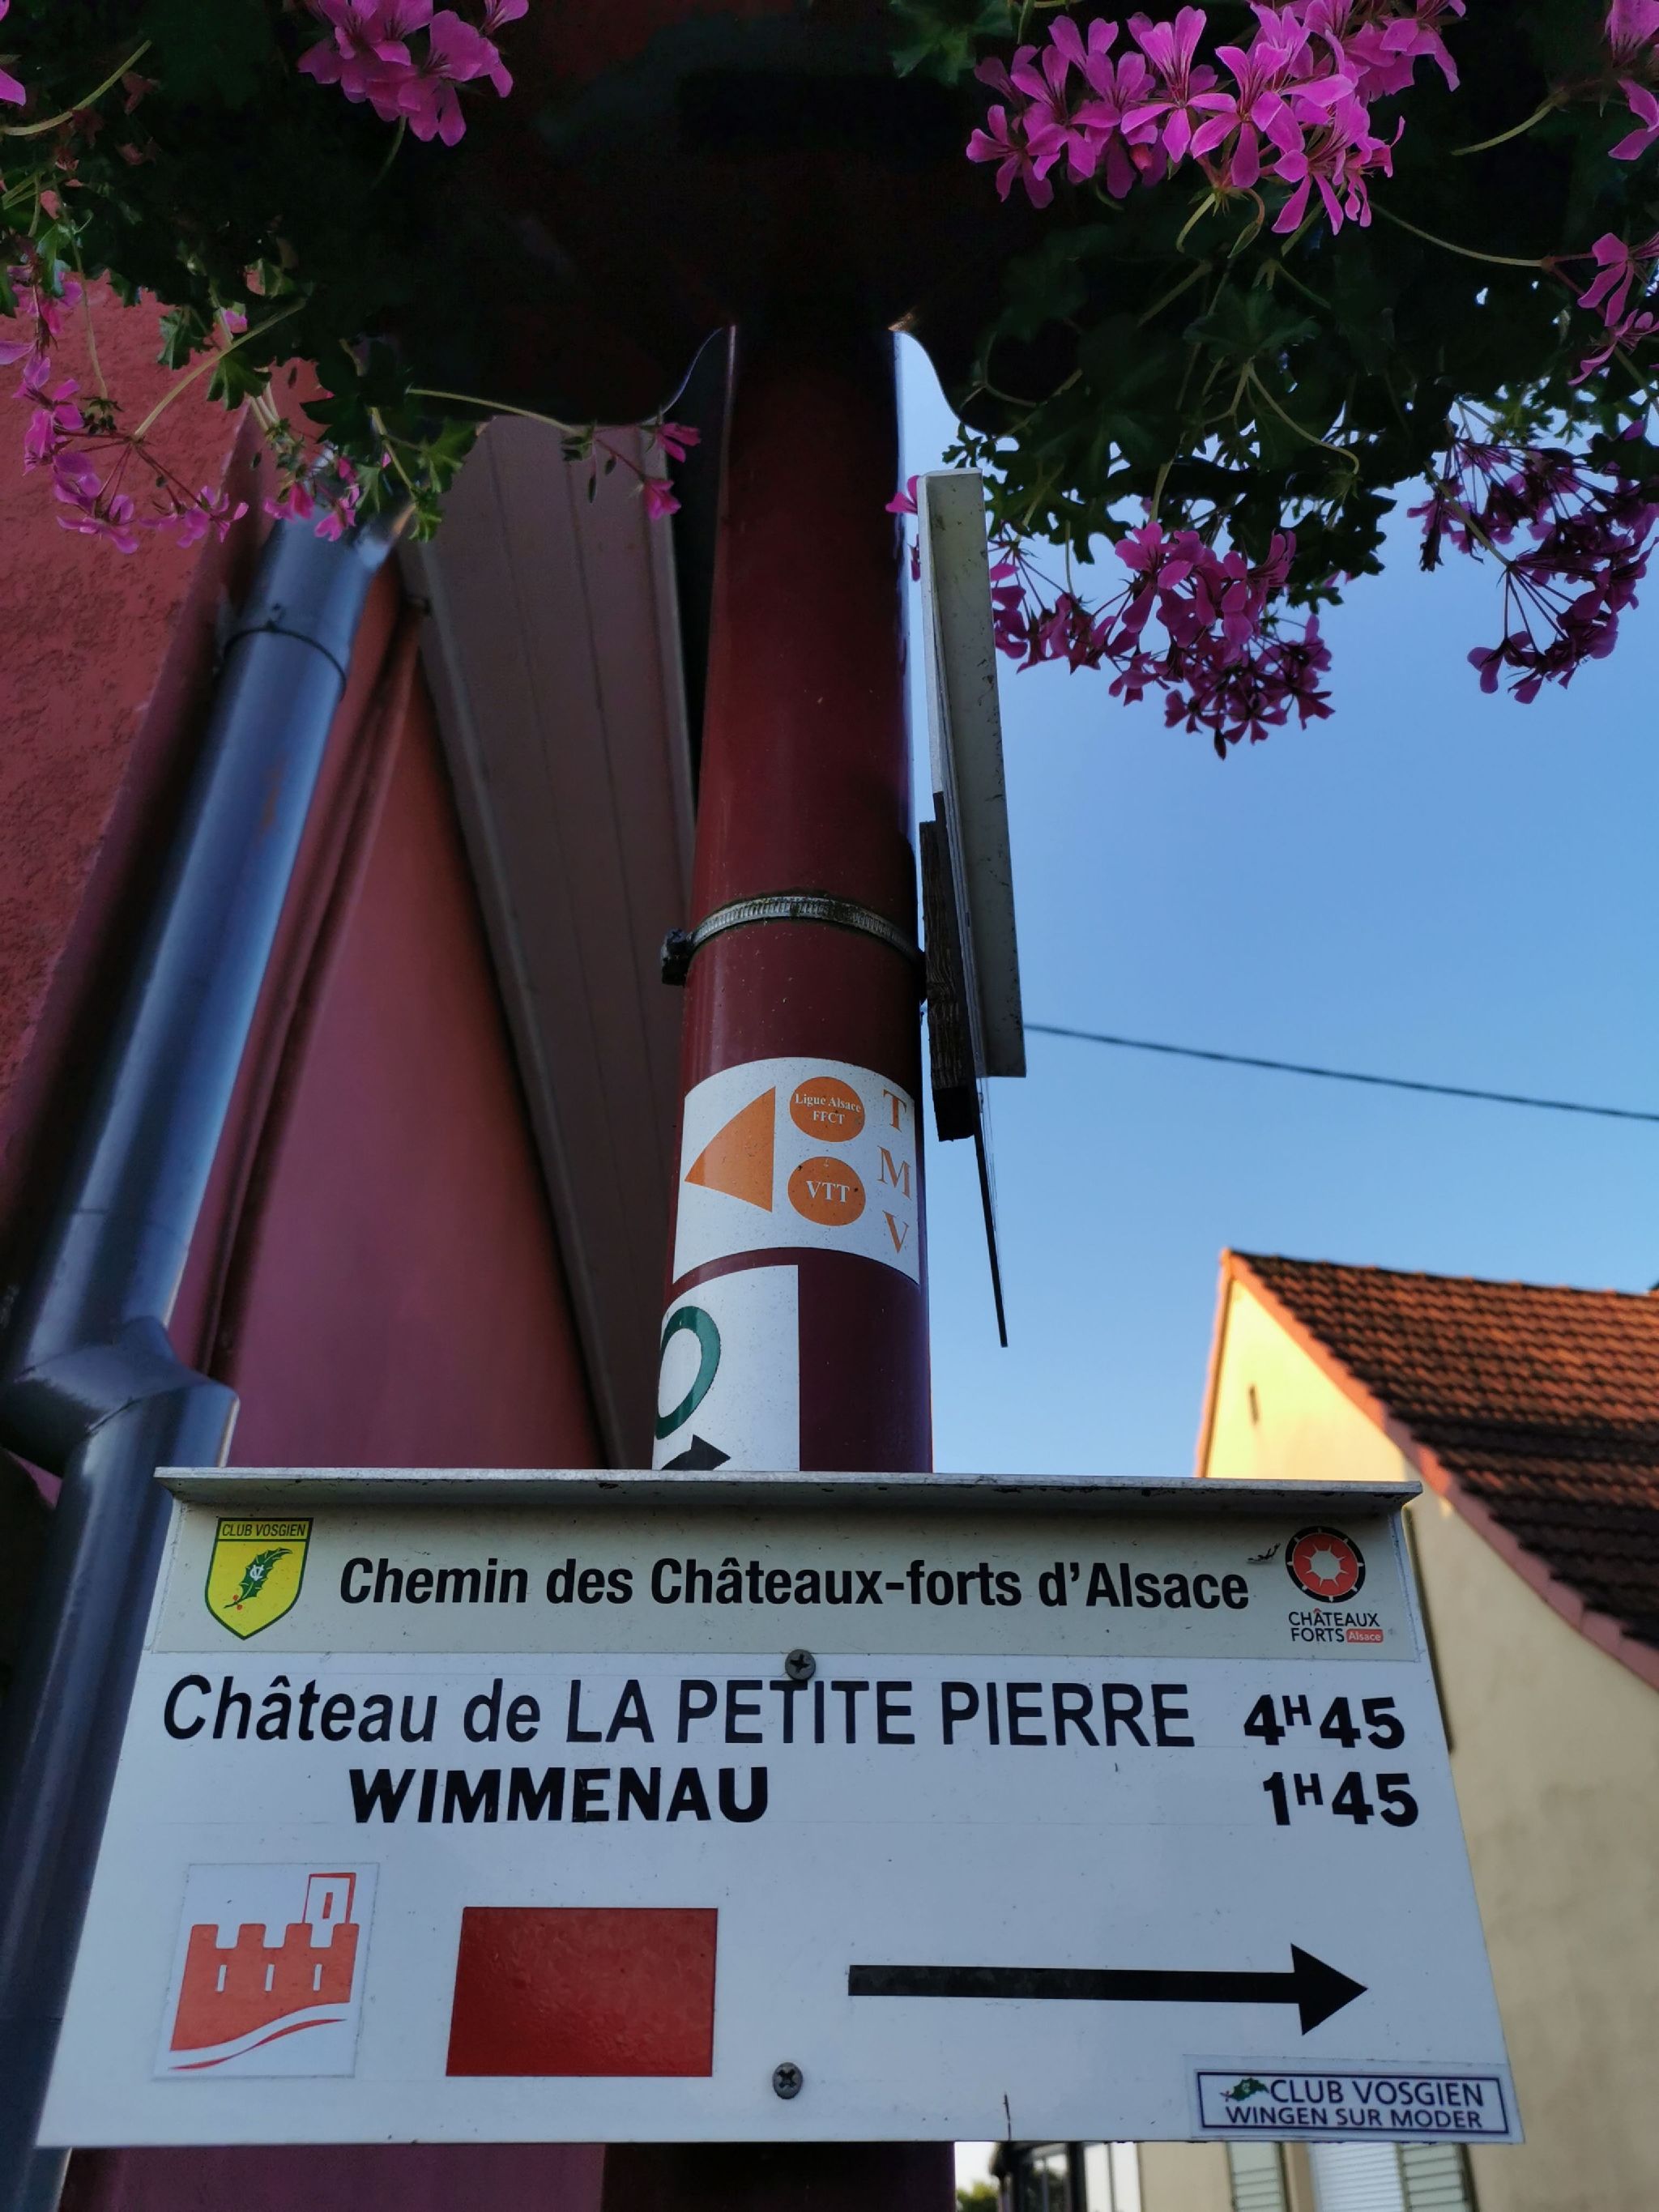 Ligue Alsace
FFCT
VTT
T
M
V
CLUB VOSGIEN
Chemin des Châteaux-forts d'Alsace
CHÂTEAUX
FORTS Alsace
Château de LA PETITE PIERRE 4H45
WIMMENAU 1H45
CLUB VOSGIEN
WINGEN SUR MODER